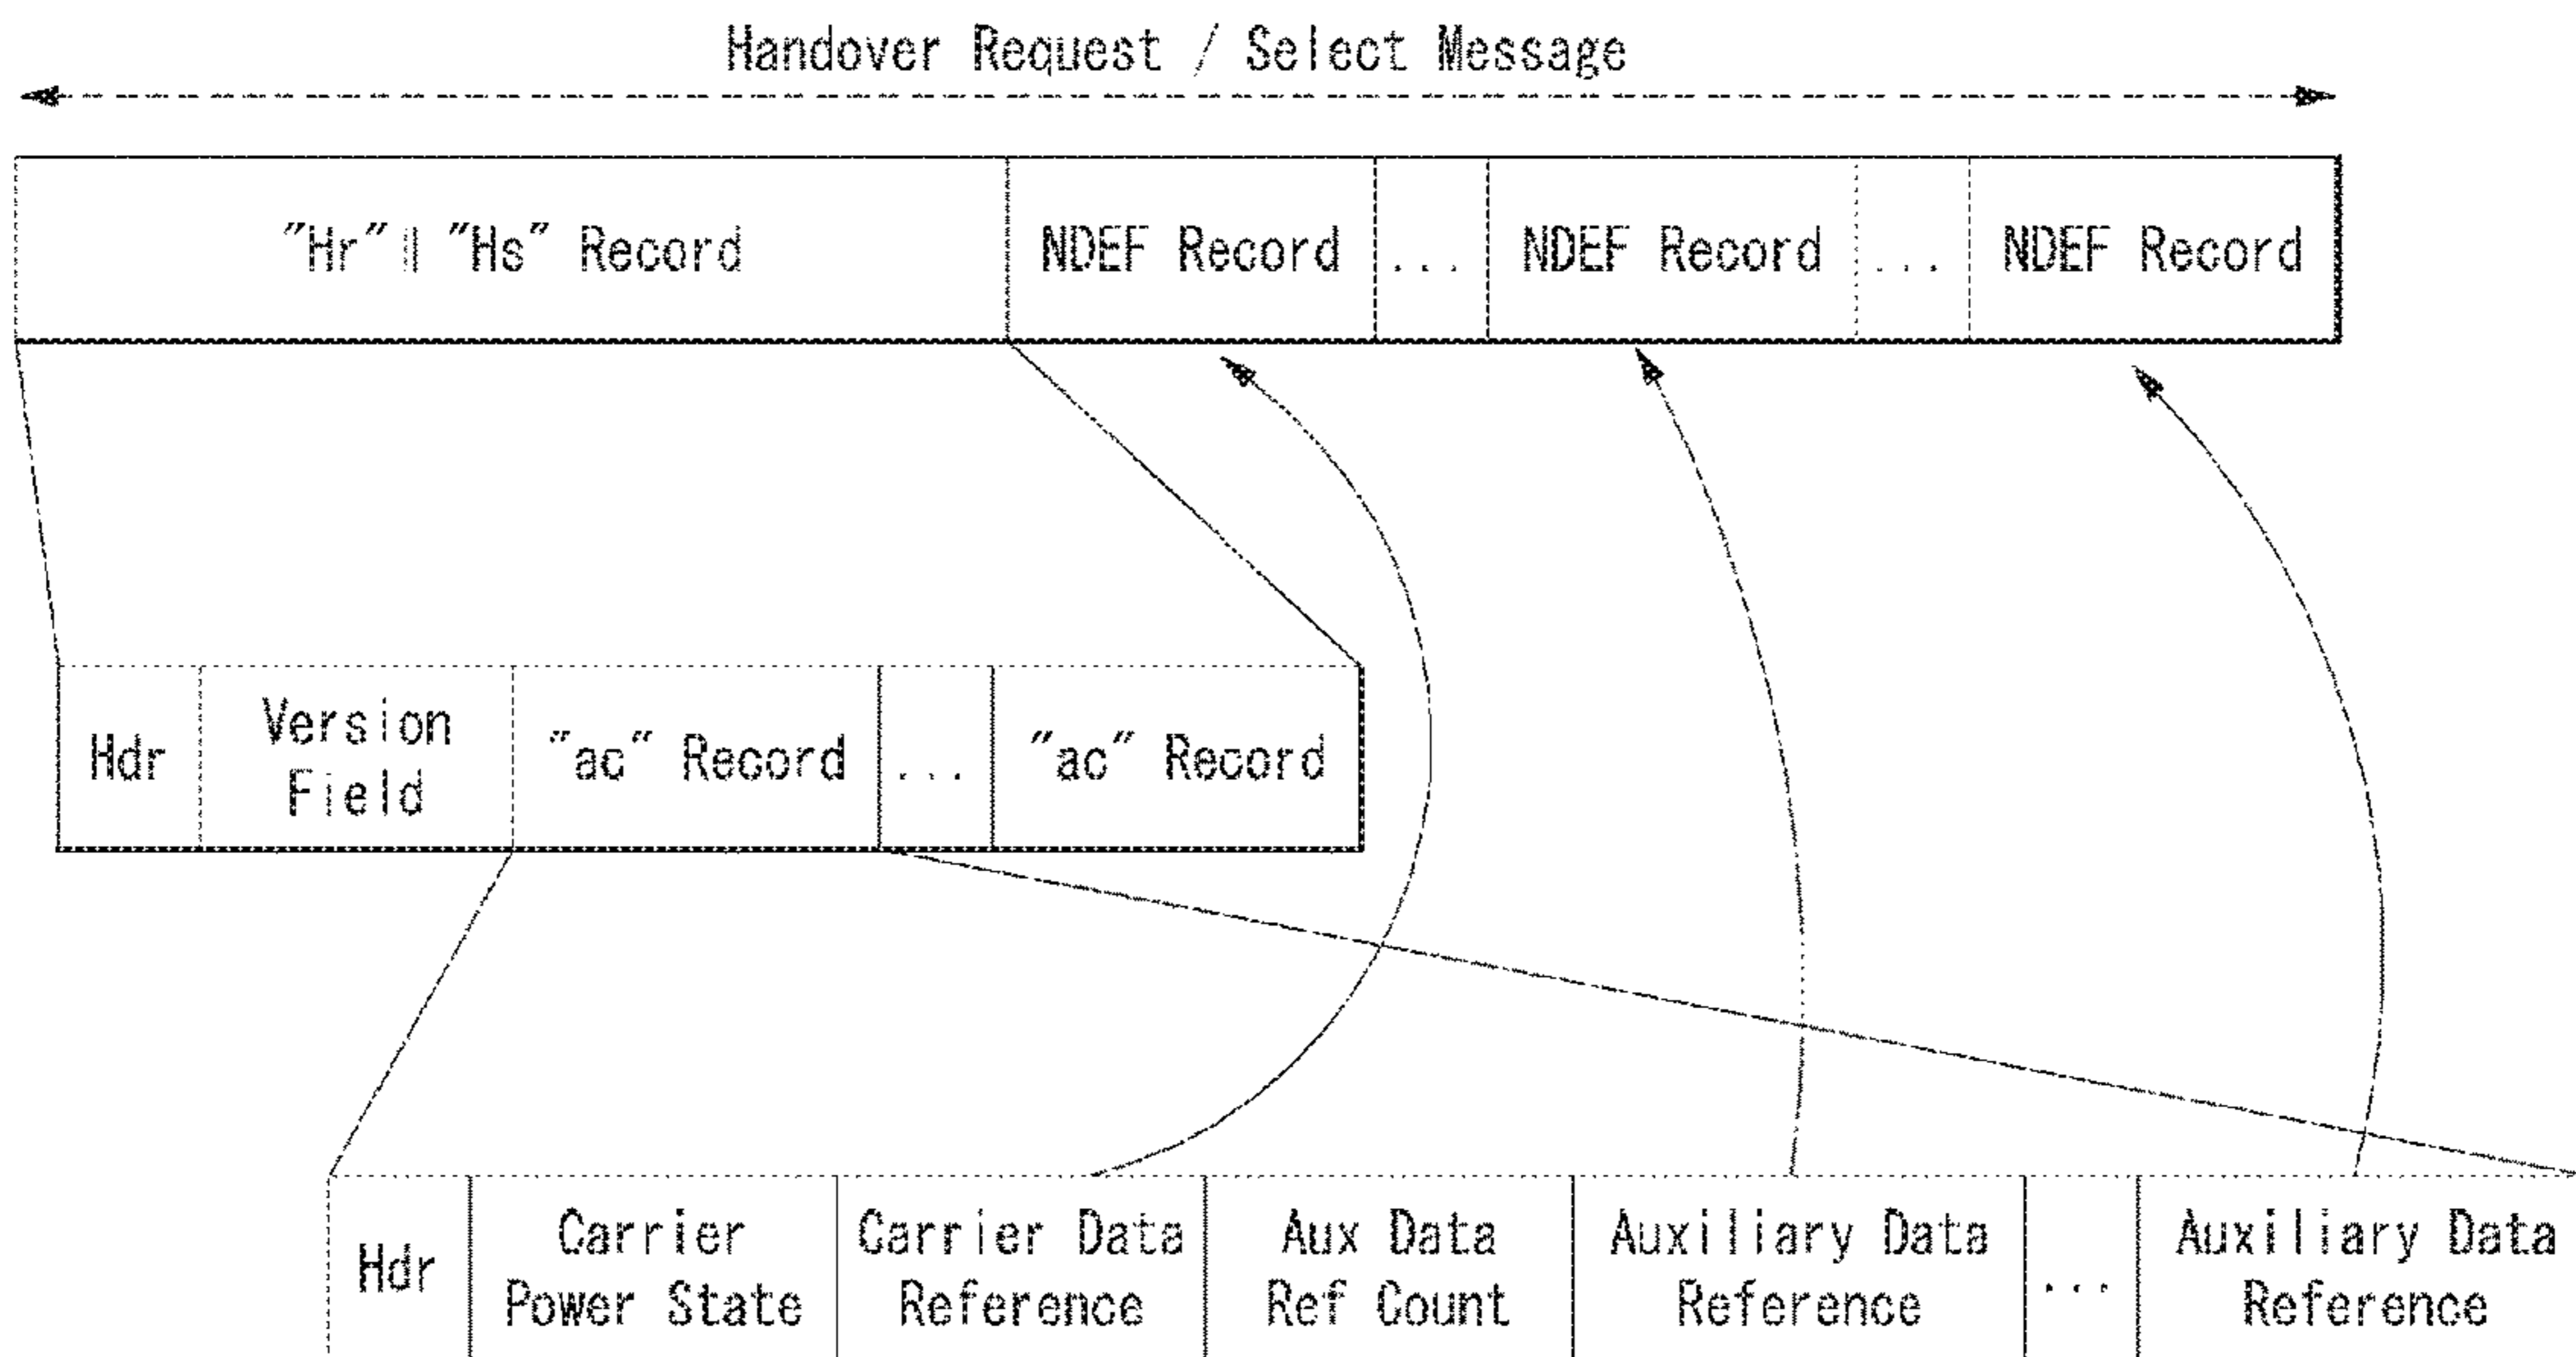 Handover Request / Select Message
"Hr" || "Hs" Record
NDEF Record
...
NDEF Record
...
NDEF Record
Hdr
Version
Field
"ac" Record
...
"ac" Record
Hdr
Carrier
Power State
Carrier Data
Reference
Aux Data
Ref Count
Auxiliary Data
Reference
...
Auxiliary Data
Reference